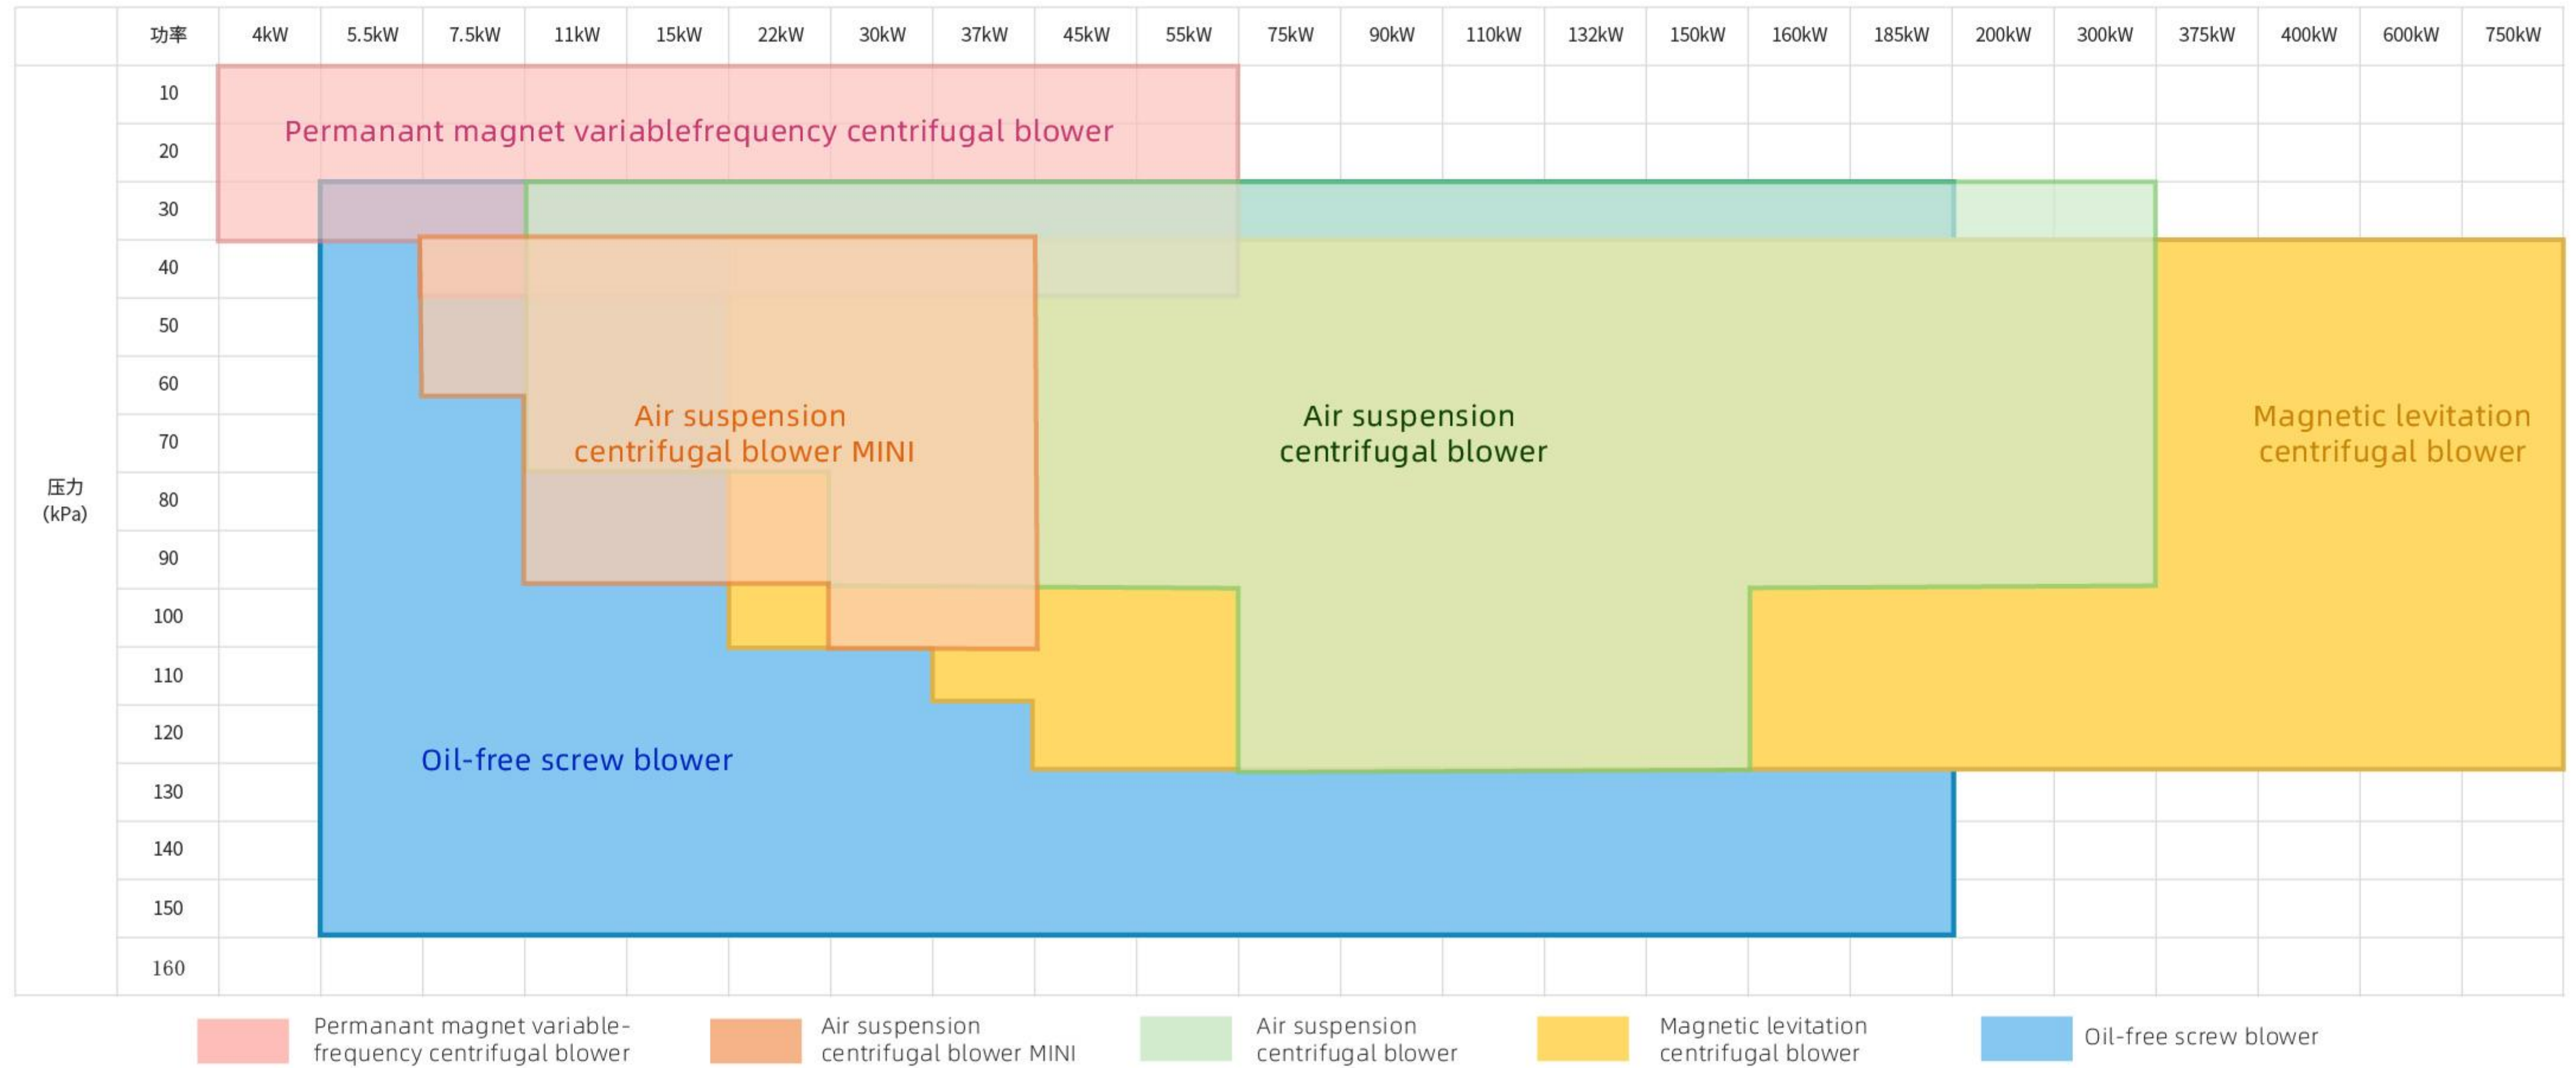 功率 4kW 5.5kW 7.5kW 11kW 15kW 22kW 30kW 37kW 45kW 55kW 75kW 90kW 110kW 132kW 150kW 160kW 185kW 200kW 300kW 375kW 400kW 600kW 750kW
10
Permanant magnet variablefrequency centrifugal blower
20
30
40
50
60
Air suspension
centrifugal blower MINI
Air suspension
centrifugal blower
Magnetic levitation
centrifugal blower
70
压力
(kPa)
80
90
100
110
120
Oil-free screw blower
130
140
150
160
Permanant magnet variable-
frequency centrifugal blower
Air suspension
centrifugal blower MINI
Air suspension
centrifugal blower
Magnetic levitation
centrifugal blower
Oil-free screw blower